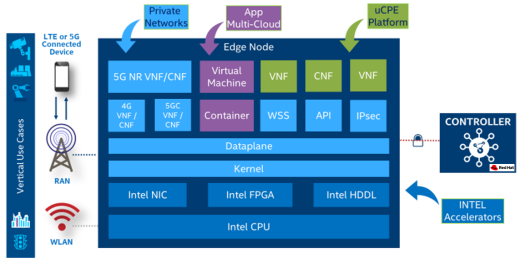 Private
Networks
App
Multi-Cloud
uCPE
Platform
LTE or 5G
Connected
Device
Edge Node
5G NR VNF/CNF
Virtual
Machine
VNF
CNF
VNF
4G
VNF /
CNF
5GC
VNF /
CNF
Container
WSS
API
IPsec
CONTROLLER
Red Hat
Vertical Use Cases
Dataplane
Kernel
RAN
Intel NIC
Intel FPGA
Intel HDDL
INTEL
Accelerators
Intel CPU
WLAN